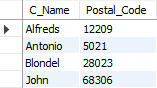 C_Name Postal_Code
Alfreds 12209
Antonio 5021
Blondel 28023
John 68306